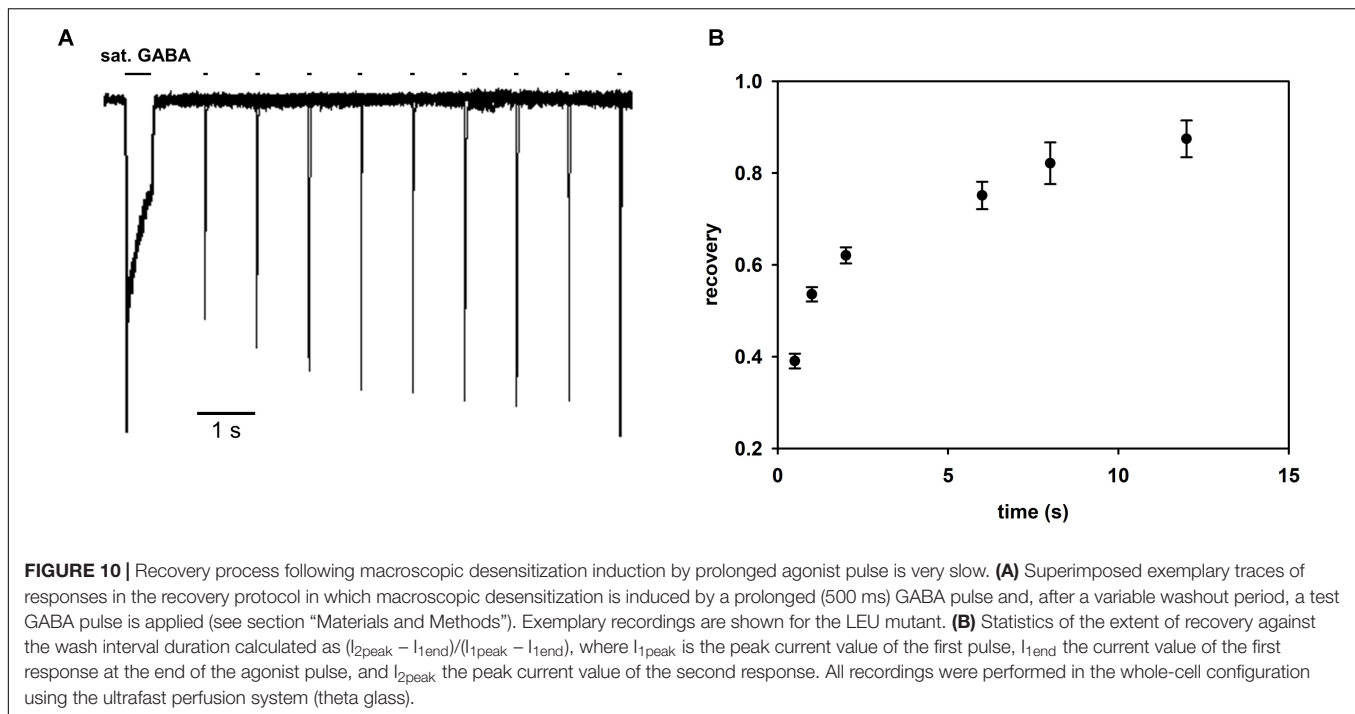 A
sat. GABA
1 s
B
1.0
0.8
0.6
0.4
0.2
recovery
0
5
10
15
time (s)
FIGURE 10 | Recovery process following macroscopic desensitization induction by prolonged agonist pulse is very slow. (A) Superimposed exemplary traces of
responses in the recovery protocol in which macroscopic desensitization is induced by a prolonged (500 ms) GABA pulse and, after a variable washout period, a test
GABA pulse is applied (see section “Materials and Methods”). Exemplary recordings are shown for the LEU mutant. (B) Statistics of the extent of recovery against
the wash interval duration calculated as (I2peak – I1end)/(I1peak – I1end), where I1peak is the peak current value of the first pulse, I1end the current value of the first
response at the end of the agonist pulse, and I2peak the peak current value of the second response. All recordings were performed in the whole-cell configuration
using the ultrafast perfusion system (theta glass).